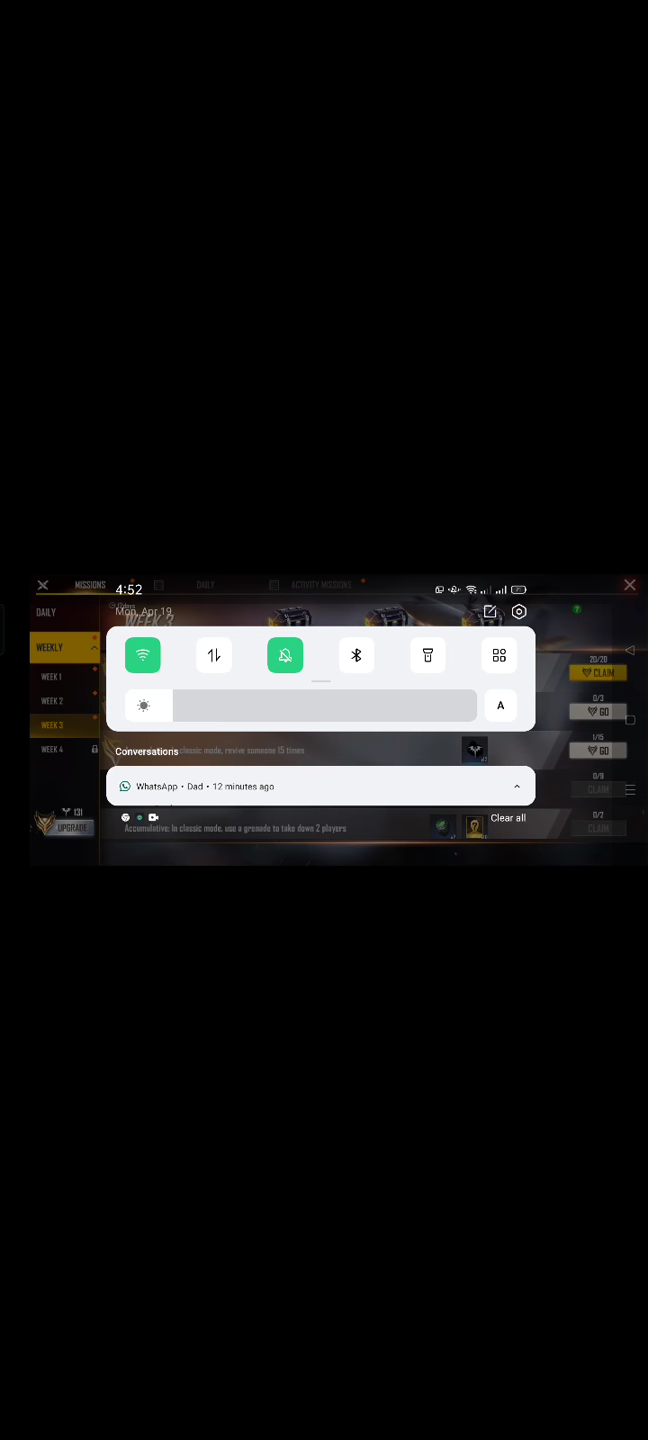 MISSIONS
DAILY
ACTIVITY MISSIONS
4:52
Mon, Apr 19
DAILY
WEEK 3
WEEKLY
20/20
CLAIM
WEEK 1
WEEK 2
0/3
GO
A
WEEK 3
1/15
GO
WEEK 4
Conversations
classic mode, revive someone 15 times
0/9
CLAIM
WhatsApp • Dad • 12 minutes ago
131
UPGRADE
Clear all
0/2
CLAIM
Accumulative: In classic mode, use a grenade to take down 2 players